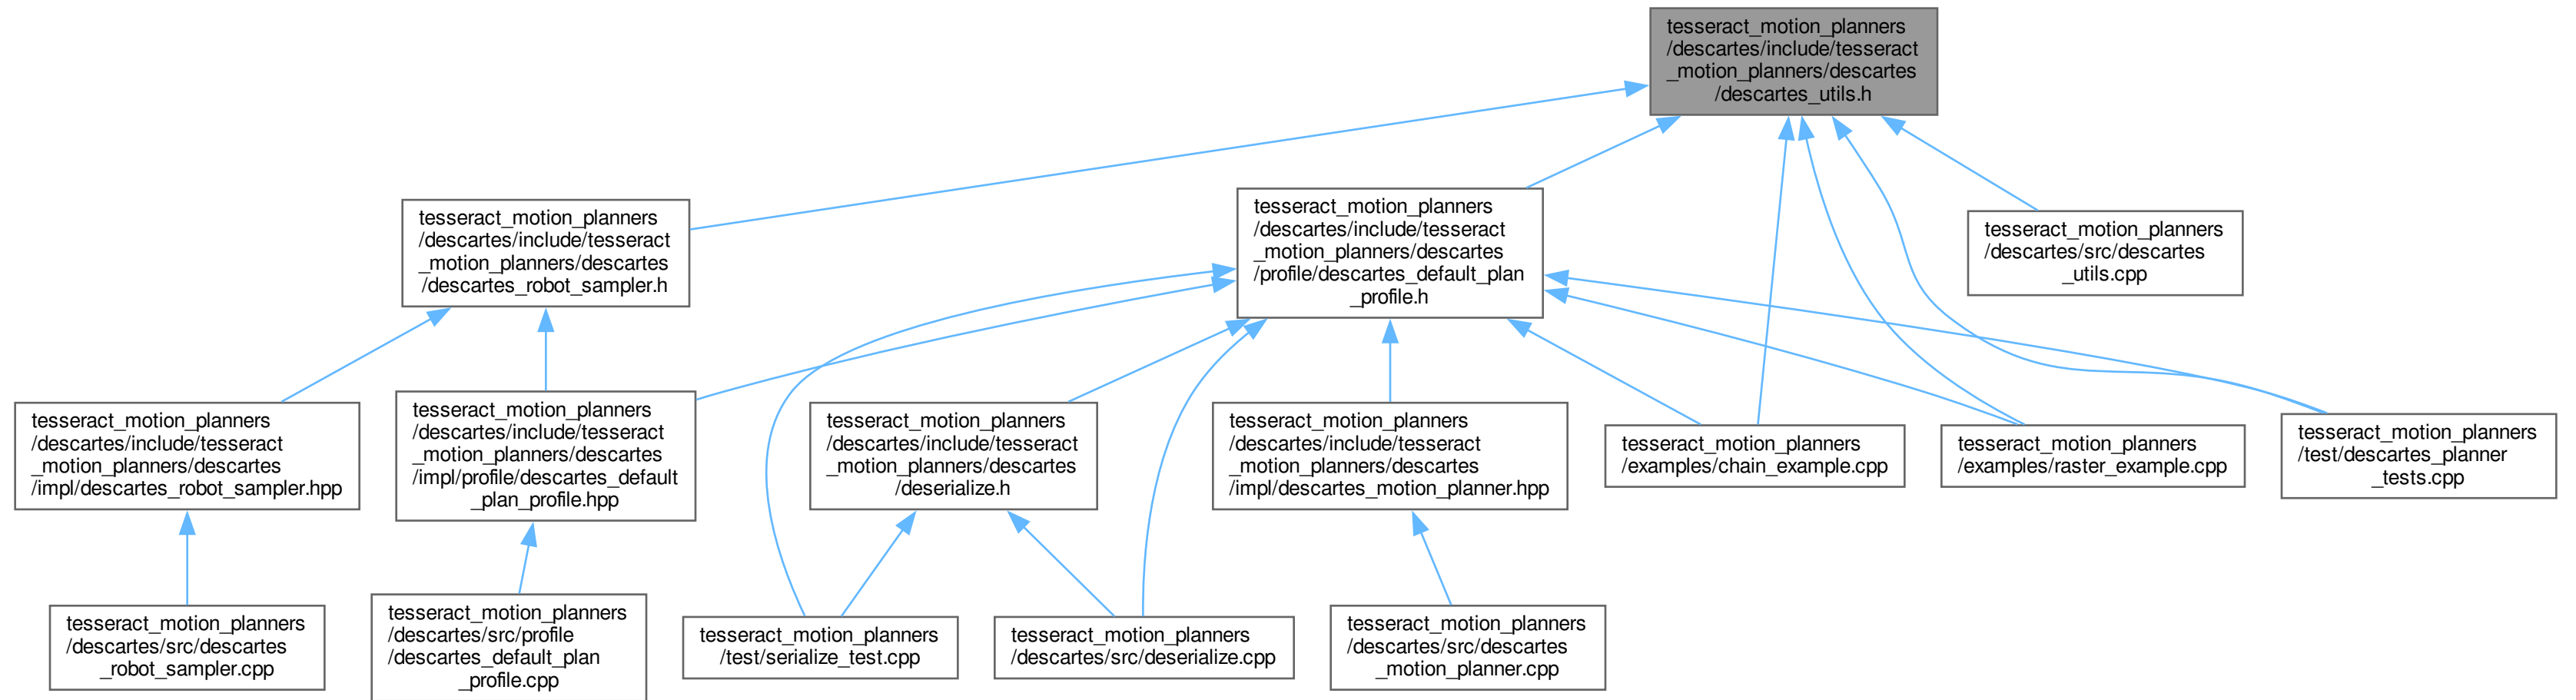 tesseract_motion_planners
/descartes/include/tesseract
_motion_planners/descartes
/descartes_utils.h
tesseract_motion_planners
/descartes/include/tesseract
_motion_planners/descartes
/descartes_robot_sampler.h
tesseract_motion_planners
/descartes/include/tesseract
_motion_planners/descartes
/profile/descartes_default_plan
_profile.h
tesseract_motion_planners
/descartes/src/descartes
_utils.cpp
tesseract_motion_planners
/descartes/include/tesseract
_motion_planners/descartes
/impl/descartes_robot_sampler.hpp
tesseract_motion_planners
/descartes/include/tesseract
_motion_planners/descartes
/impl/profile/descartes_default
_plan_profile.hpp
tesseract_motion_planners
/descartes/include/tesseract
_motion_planners/descartes
/deserialize.h
tesseract_motion_planners
/descartes/include/tesseract
_motion_planners/descartes
/impl/descartes_motion_planner.hpp
tesseract_motion_planners
/examples/chain_example.cpp
tesseract_motion_planners
/examples/raster_example.cpp
tesseract_motion_planners
/test/descartes_planner
_tests.cpp
tesseract_motion_planners
/descartes/src/descartes
_robot_sampler.cpp
tesseract_motion_planners
/descartes/src/profile
/descartes_default_plan
_profile.cpp
tesseract_motion_planners
/test/serialize_test.cpp
tesseract_motion_planners
/descartes/src/deserialize.cpp
tesseract_motion_planners
/descartes/src/descartes
_motion_planner.cpp